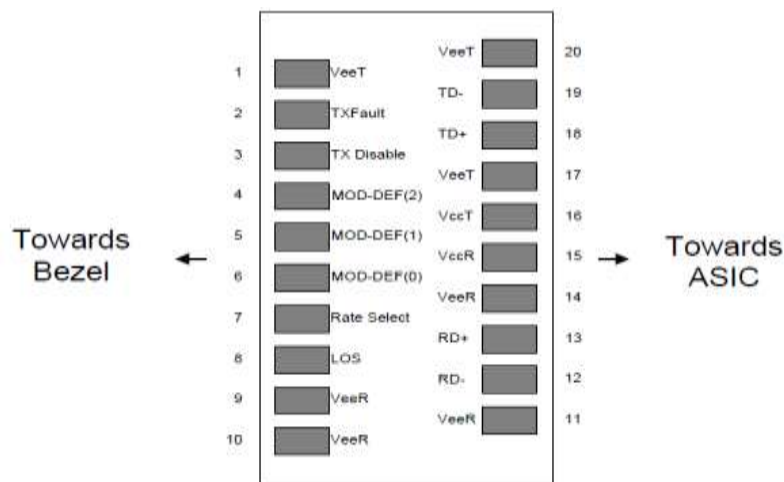 1 VeeT
2 TXFault
3 TX Disable
4 MOD-DEF(2)
5 MOD-DEF(1)
6 MOD-DEF(0)
7 Rate Select
8 LOS
9 VeeR
10 VeeR
VeeT 20
TD- 19
TD+ 18
VeeT 17
VccT 16
VccR 15
VeeR 14
RD+ 13
RD- 12
VeeR 11
Towards
Bezel
Towards
ASIC